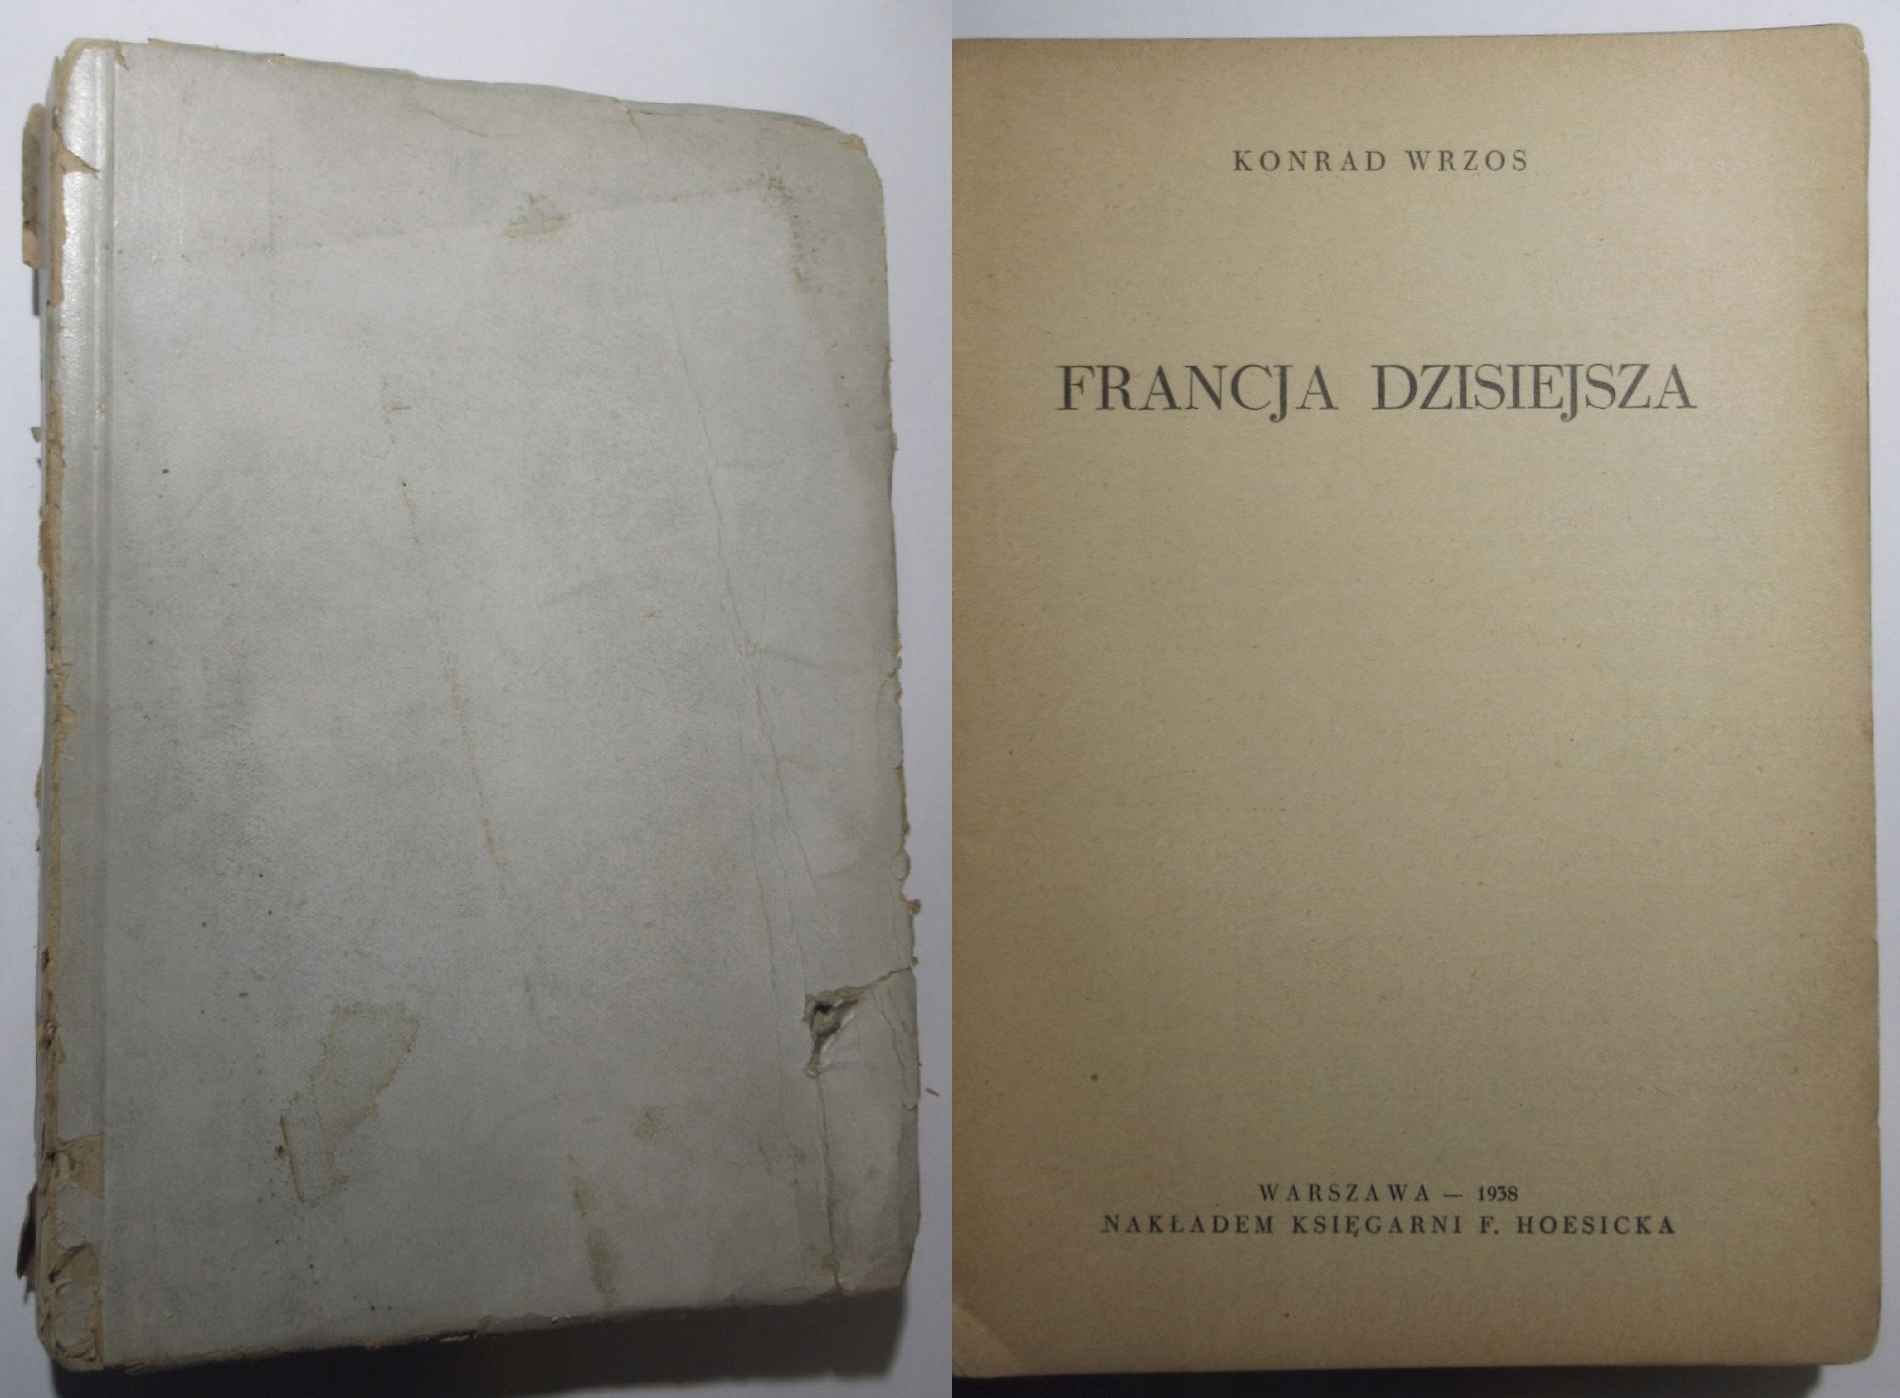 KONRAD WRZOS
FRANCJA DZISIEJSZA
WARSZAWA — 1938
NAKŁADEM KSIĘGARNI F. HOESICKA